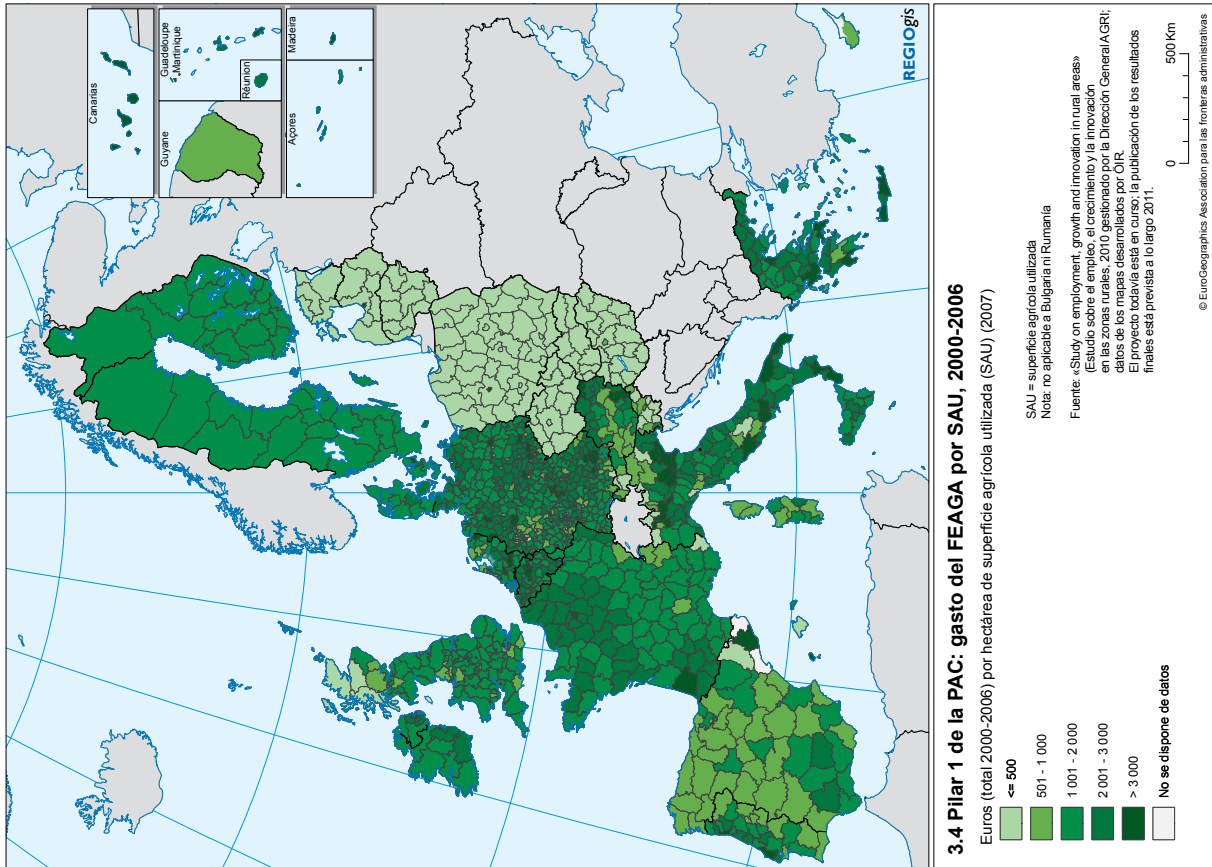 Canarias
Guyane
Guadeloupe
Martinique
Réunion
Açores
Madeira
REGIOgis
3.4 Pilar 1 de la PAC: gasto del FEAGA por SAU, 2000-2006
Euros (total 2000-2006) por hectárea de superficie agrícola utilizada (SAU) (2007)
<= 500
501 - 1 000
1 001 - 2 000
2 001 - 3 000
> 3 000
No se dispone de datos
SAU = superficie agrícola utilizada
Nota: no aplicable a Bulgaria ni Rumanía
Fuente: «Study on employment, growth and innovation in rural areas»
(Estudio sobre el empleo, el crecimiento y la innovación
en las zonas rurales, 2010 gestionado por la Dirección General AGRI;
datos de los mapas desarrollados por ÖIR.
El proyecto todavía está en curso; la publicación de los resultados
finales está prevista a lo largo 2011.
0 500 Km
© EuroGeographics Association para las fronteras administrativas